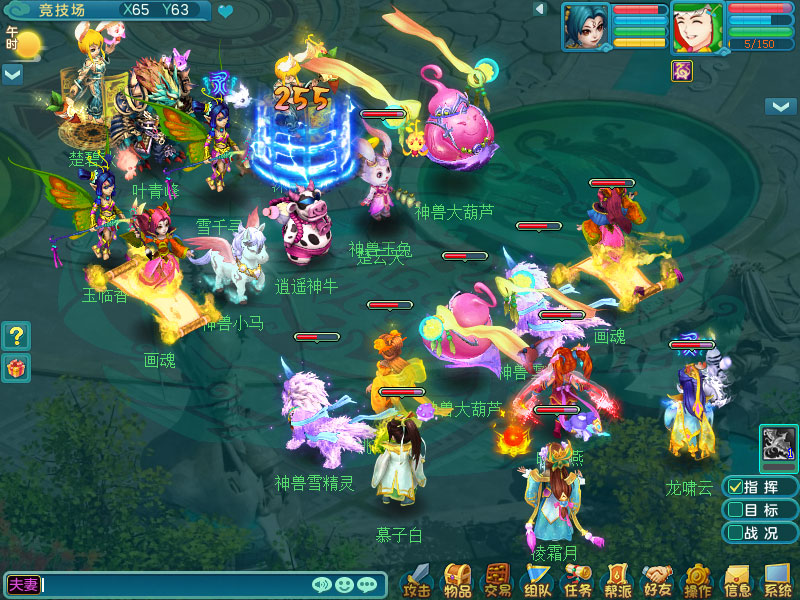 竞技场 X65 Y63
午时
5/150
255
楚碧
叶青峰
雪千寻
神兽大葫芦
神兽玉兔
楚云天
逍遥神牛
玉临香
神兽小马
画魂
画魂
神兽大葫芦
神兽雪精灵
慕子白
龙啸云
凌霜月
指挥
目标
战况
夫妻
攻击 物品 交易 组队 任务 帮派 好友 操作 信息 系统